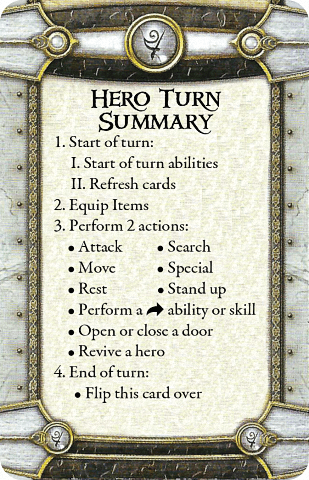 Hero Turn
Summary
1. Start of turn:
I. Start of turn abilities
II. Refresh cards
2. Equip Items
3. Perform 2 actions:
• Attack • Search
• Move • Special
• Rest • Stand up
• Perform a ability or skill
• Open or close a door
• Revive a hero
4. End of turn:
• Flip this card over